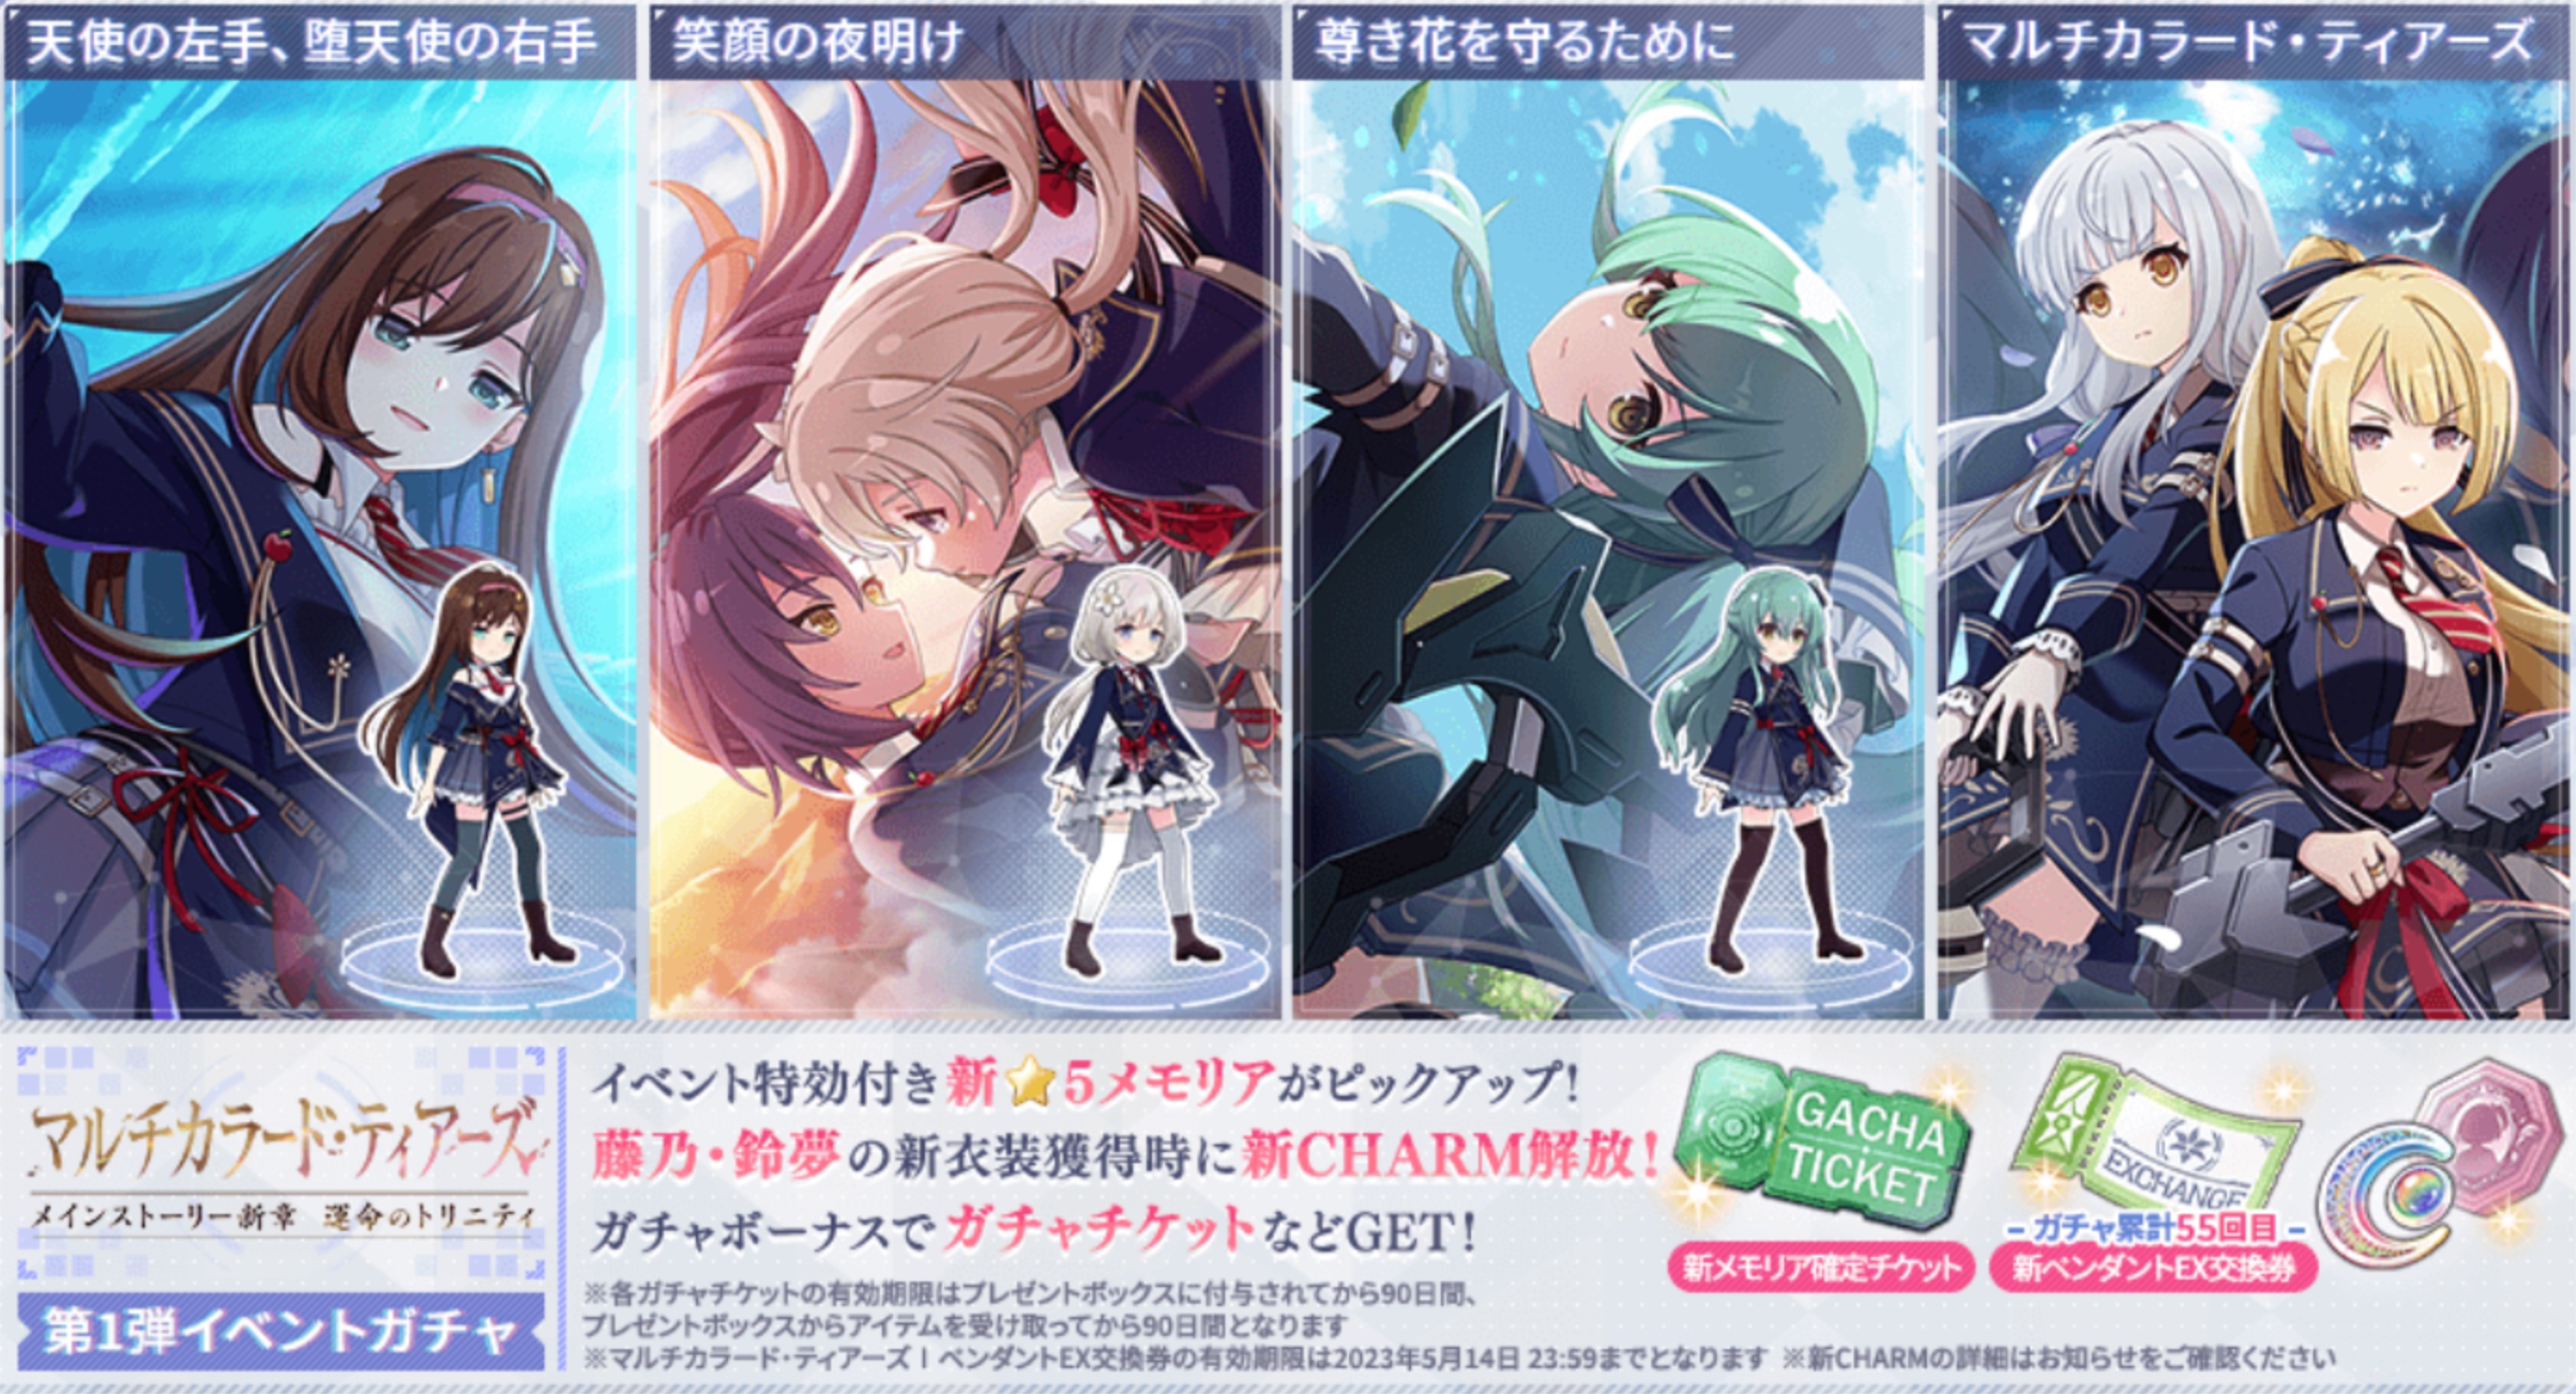 天使の左手、堕天使の右手
笑顔の夜明け
尊き花を守るために
マルチカラード・ティアーズ
マルチカラード・ティアーズ
メインストーリー新章 運命のトリニティ
第1弾イベントガチャ
イベント特効付き新⭐5メモリアがピックアップ!
藤乃・鈴夢の新衣装獲得時に新CHARM解放!
ガチャボーナスでガチャチケットなどGET!
※各ガチャチケットの有効期限はプレゼントボックスに付与されてから90日間、
プレゼントボックスからアイテムを受け取ってから90日間となります
※マルチカラード・ティアーズⅠペンダントEX交換券の有効期限は2023年5月14日 23:59までとなります ※新CHARMの詳細はお知らせをご確認ください
GACHA
TICKET
新メモリア確定チケット
EXCHANGE
– ガチャ累計55回目 –
新ペンダントEX交換券